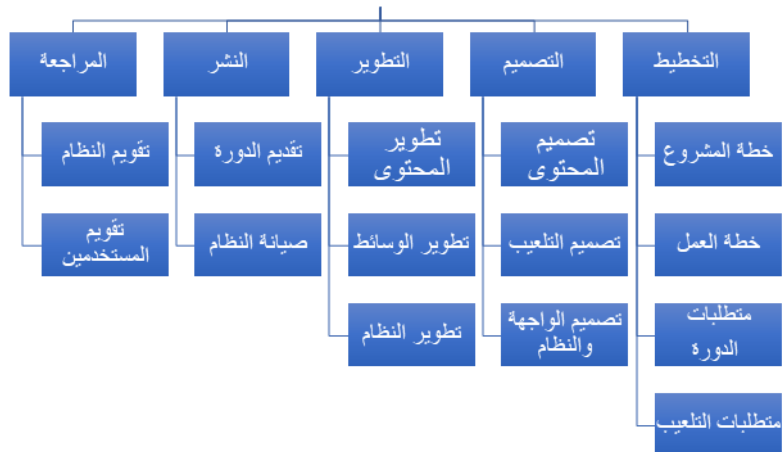 التخطيط
خطة المشروع
خطة العمل
متطلبات
الدورة
متطلبات التلعيب
التصميم
تصميم
المحتوى
تصميم التلعيب
تصميم الواجهة
والنظام
التطوير
تطوير
المحتوى
تطوير الوسائط
تطوير النظام
النشر
تقديم الدورة
صيانة النظام
المراجعة
تقويم النظام
تقويم
المستخدمين